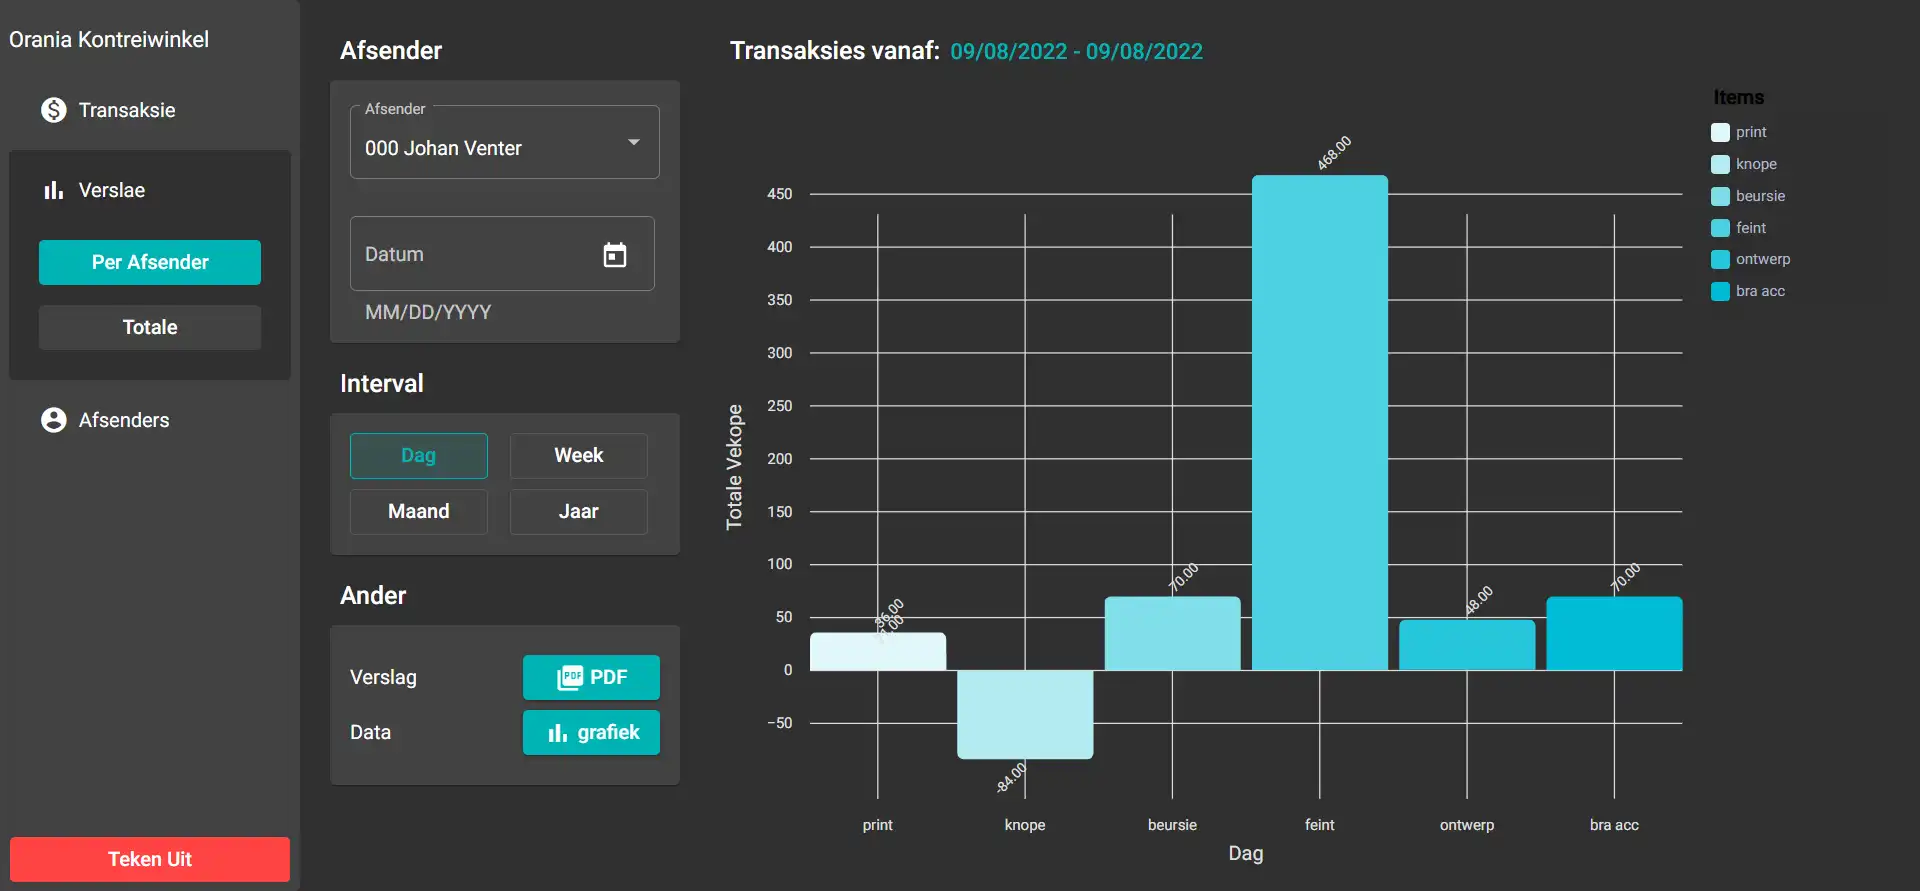 Orania Kontreiwinkel
Transaksie
Verslae
Per Afsender
Totale
Afsenders
Teken Uit
Afsender
Afsender
000 Johan Venter
Datum
MM/DD/YYYY
Interval
Dag
Week
Maand
Jaar
Ander
Verslag
PDF
PDF
Data
grafiek
Transaksies vanaf: 09/08/2022 - 09/08/2022
Totale Vekope
450
400
350
300
250
200
150
100
50
0
−50
36.00
-84.00
70.00
468.00
48.00
70.00
print
knope
beursie
feint
ontwerp
bra acc
Dag
Items
print
knope
beursie
feint
ontwerp
bra acc